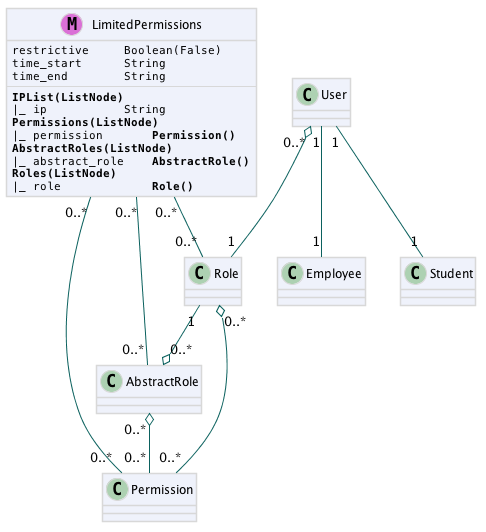 M LimitedPermissions
restrictive Boolean(False)
time_start String
time_end String
IPList(ListNode)
|_ ip String
Permissions(ListNode)
|_ permission Permission()
AbstractRoles(ListNode)
|_ abstract_role AbstractRole()
Roles(ListNode)
|_ role Role()
C User
0..* 1 1
0..* 0..* 0..*
0..* 1 1 1
C Role
C Employee
C Student
1 0..*
0..* 0..*
C AbstractRole
0..*
0..* 0..* 0..*
C Permission